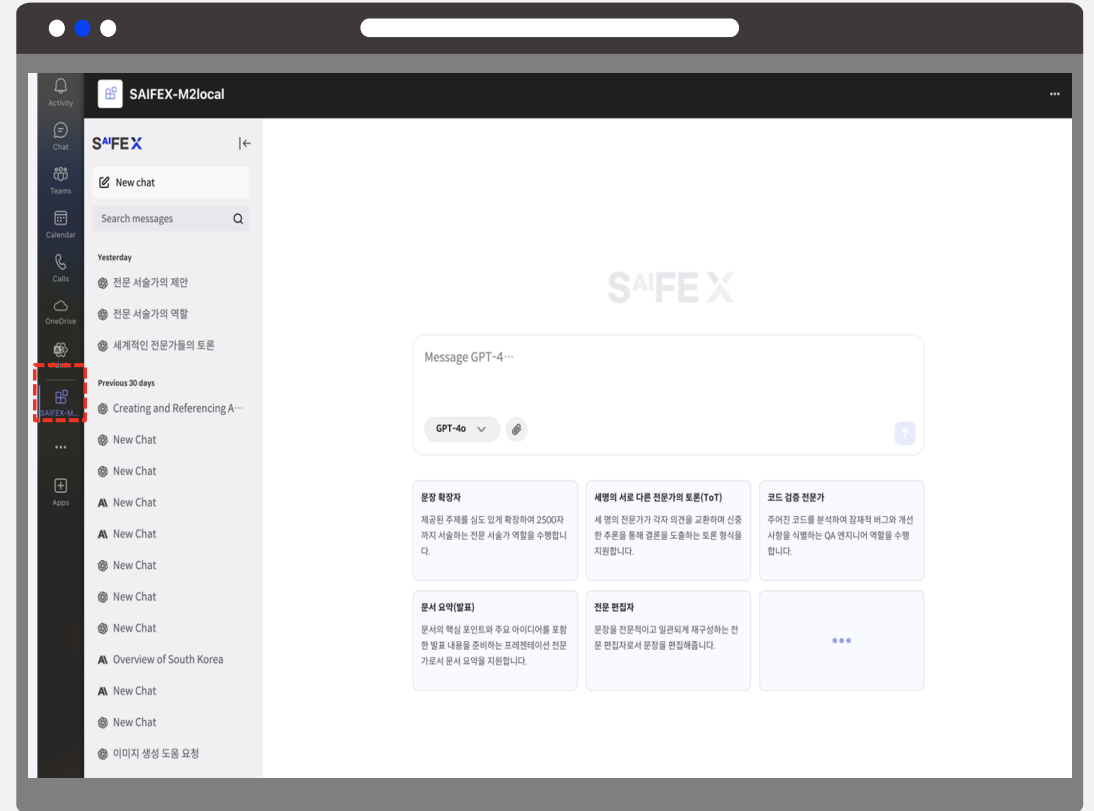 Activity
Chat
Teams
Calendar
Calls
OneDrive
Admin
SAIFEX-M...
...
Apps
SAIFEX-M2local
...
SAIFEX
New chat
Search messages
Yesterday
전문 서술가의 제안
전문 서술가의 역할
세계적인 전문가들의 토론
Previous 30 days
Creating and Referencing A…
New Chat
New Chat
New Chat
New Chat
New Chat
New Chat
New Chat
Overview of South Korea
New Chat
New Chat
이미지 생성 도움 요청
SAIFEX
Message GPT-4…
GPT-4o
문장 확장자
제공된 주제를 심도 있게 확장하여 2500자
까지 서술하는 전문 서술가 역할을 수행합니
다.
세명의 서로 다른 전문가의 토론(ToT)
세 명의 전문가가 각자 의견을 교환하며 신중
한 추론을 통해 결론을 도출하는 토론 형식을
지원합니다.
코드 검증 전문가
주어진 코드를 분석하여 잠재적 버그와 개선
사항을 식별하는 QA 엔지니어 역할을 수행
합니다.
문서 요약(발표)
문서의 핵심 포인트와 주요 아이디어를 포함
한 발표 내용을 준비하는 프레젠테이션 전문
가로서 문서 요약을 지원합니다.
전문 편집자
문장을 전문적이고 일관되게 재구성하는 전
문 편집자로서 문장을 편집해줍니다.